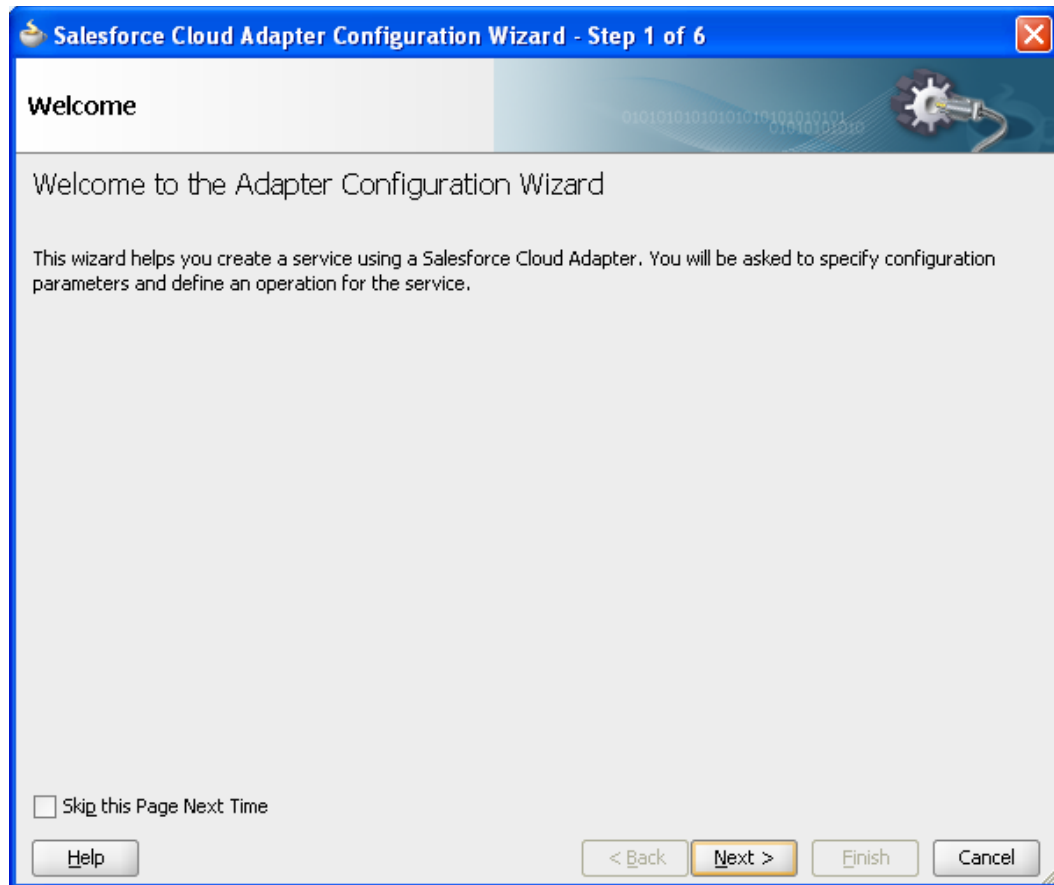 Salesforce Cloud Adapter Configuration Wizard - Step 1 of 6
Welcome
Welcome to the Adapter Configuration Wizard
This wizard helps you create a service using a Salesforce Cloud Adapter. You will be asked to specify configuration
parameters and define an operation for the service.
Skip this Page Next Time
Help
< Back
Next >
Finish
Cancel